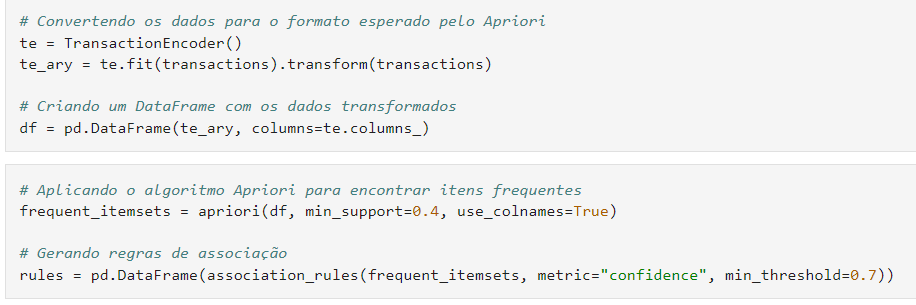 # Convertendo os dados para o formato esperado pelo Apriori
te = TransactionEncoder()
te_ary = te.fit(transactions).transform(transactions)
# Criando um DataFrame com os dados transformados
df = pd.DataFrame(te_ary, columns=te.columns_)
# Aplicando o algoritmo Apriori para encontrar itens frequentes
frequent_itemsets = apriori(df, min_support=0.4, use_colnames=True)
# Gerando regras de associação
rules = pd.DataFrame(association_rules(frequent_itemsets, metric="confidence", min_threshold=0.7))